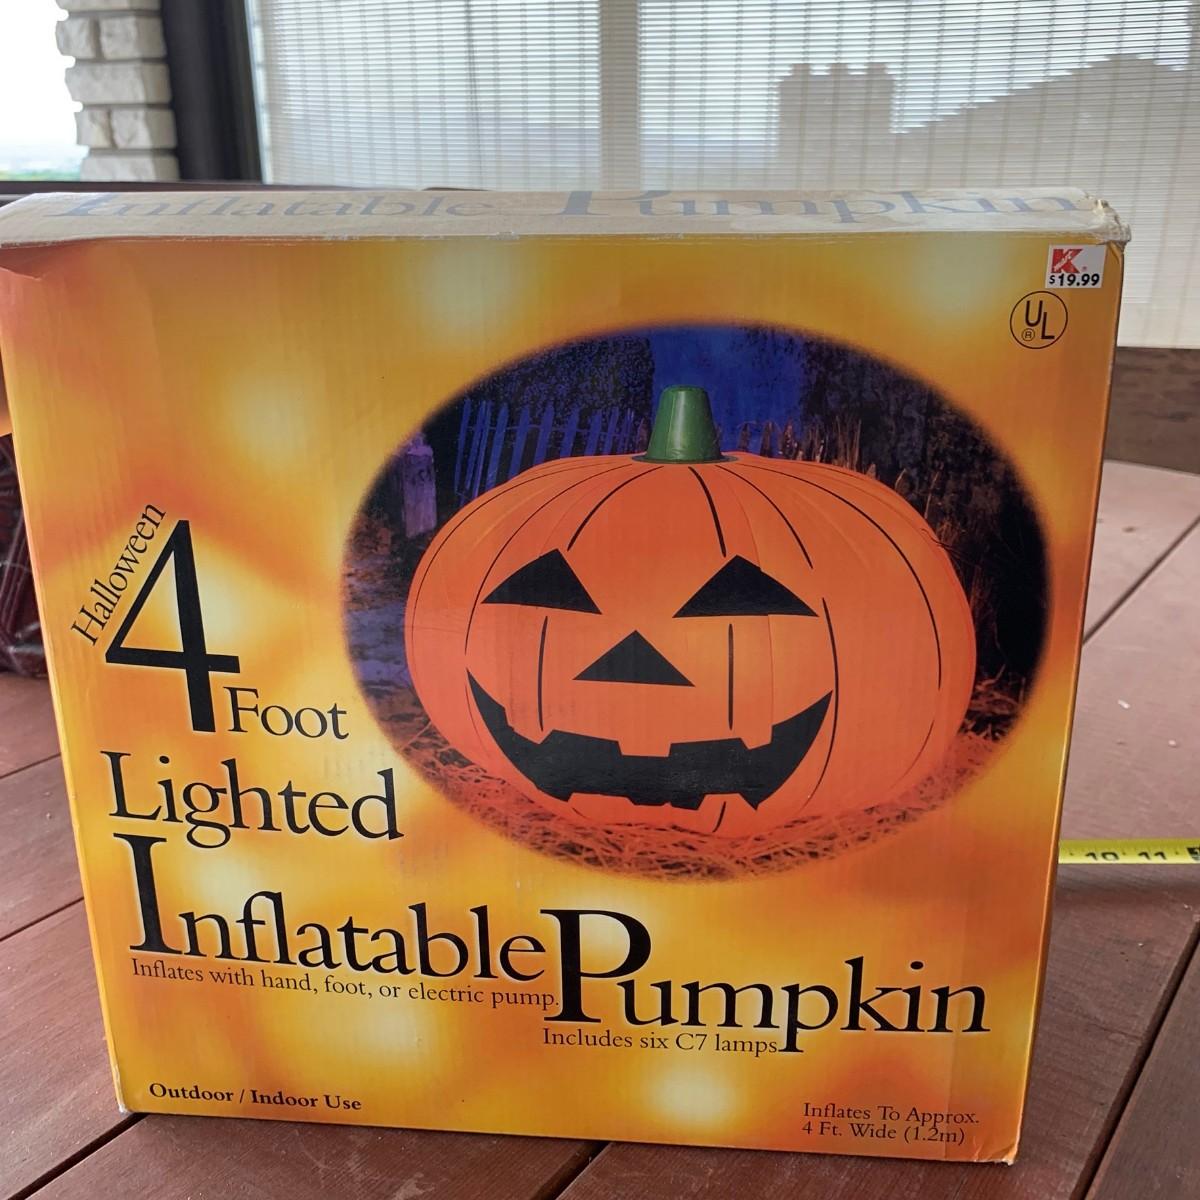 Inflatable Pumpkin
K
mart
$19.99
UL
®
Halloween
4
Foot
Lighted
Inflatable Pumpkin
Inflates with hand, foot, or electric pump.
Includes six C7 lamps
Outdoor / Indoor Use
Inflates To Approx.
4 Ft. Wide (1.2m)
10 11